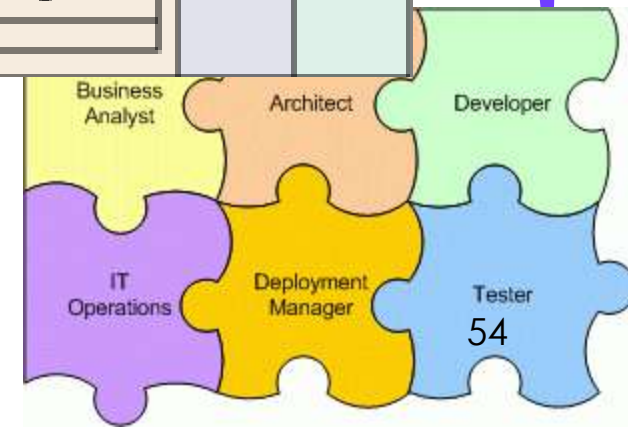 Business
Analyst
Architect
Developer
IT
Operations
Deployment
Manager
Tester
54